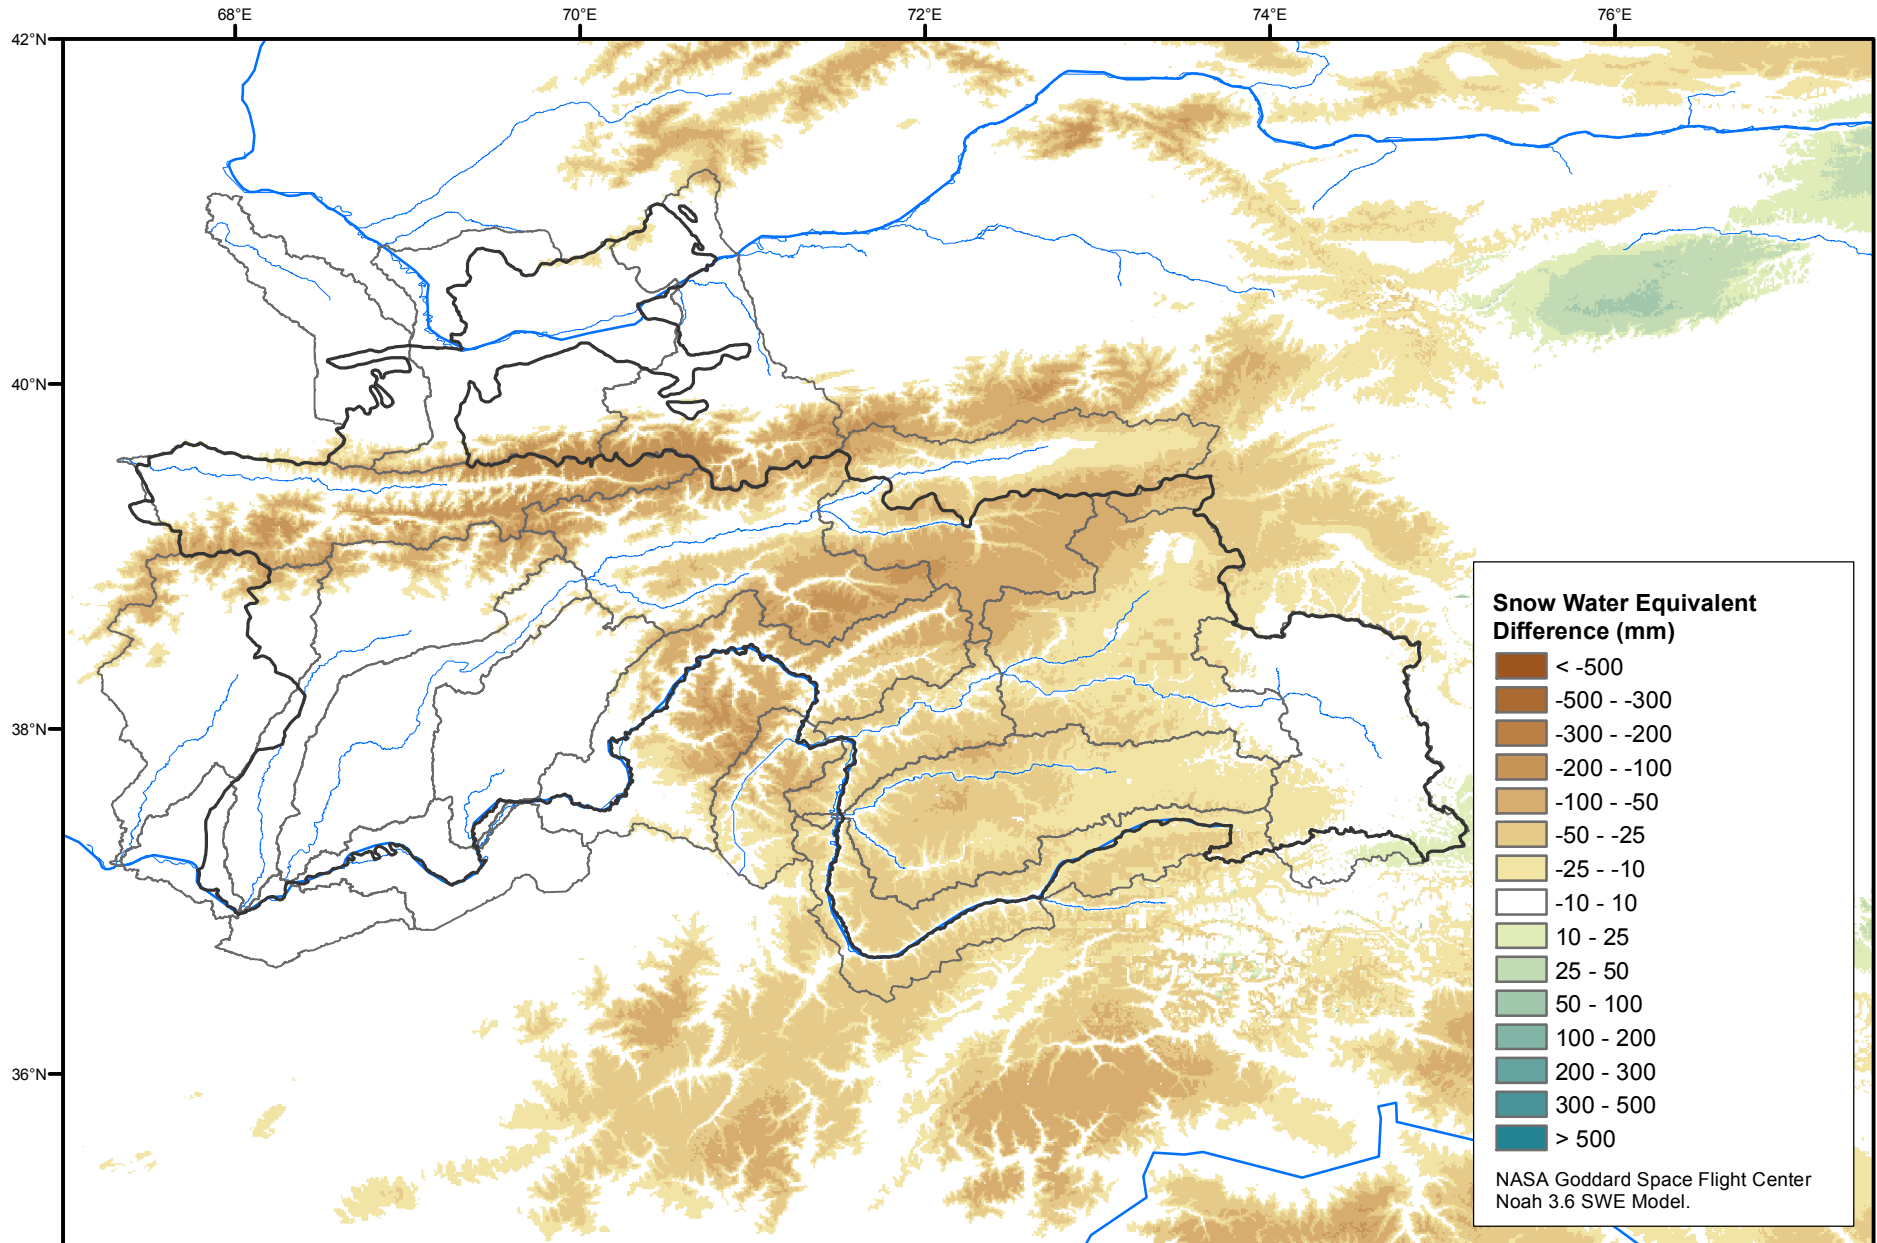 68°E
70°E
72°E
74°E
76°E
42°N
40°N
38°N
36°N
Snow Water Equivalent
Difference (mm)
< -500
-500 - -300
-300 - -200
-200 - -100
-100 - -50
-50 - -25
-25 - -10
-10 - 10
10 - 25
25 - 50
50 - 100
100 - 200
200 - 300
300 - 500
> 500
NASA Goddard Space Flight Center
Noah 3.6 SWE Model.